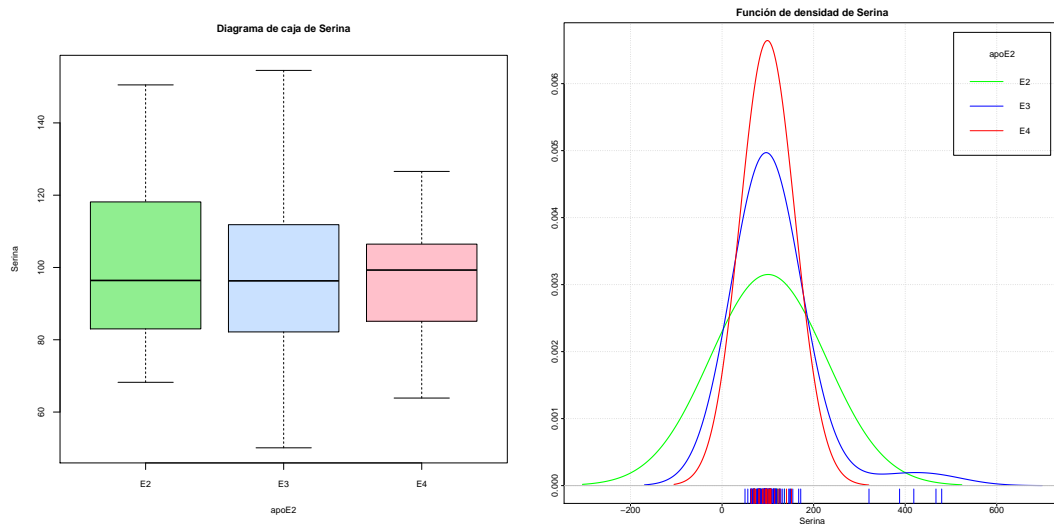 Diagrama de caja de Serina
Serina
140
120
100
80
60
E2
E3
E4
apoE2
Función de densidad de Serina
apoE2
E2
E3
E4
0.006
0.005
0.004
0.003
0.002
0.001
0.000
−200
0
200
400
600
Serina